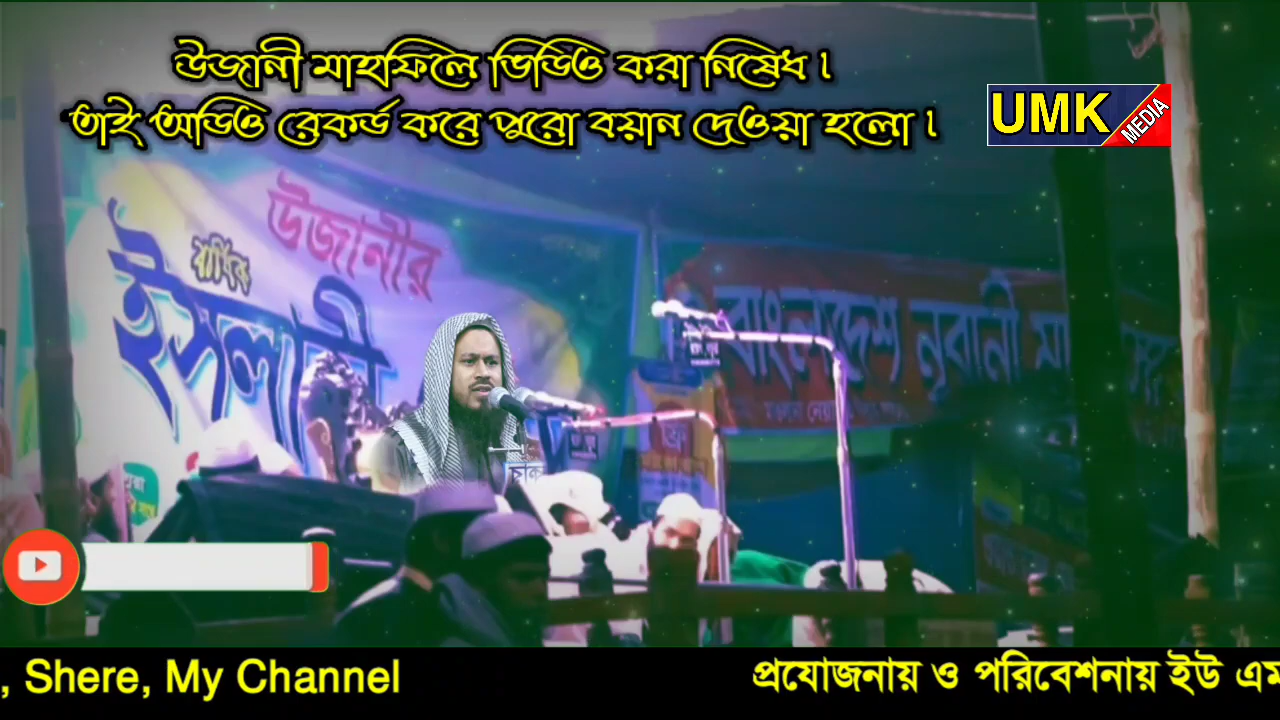 উজানী মাহফিলে ভিডিও করা নিষেধ ।
তাই অডিও রেকর্ড করে পুরো বয়ান দেওয়া হলো ।
UMK
MEDIA
উজানীর
বার্ষিক
ইসলামী
বাংলাদেশ নূরানী
, Shere, My Channel
প্রযোজনায় ও পরিবেশনায় ইউ এম